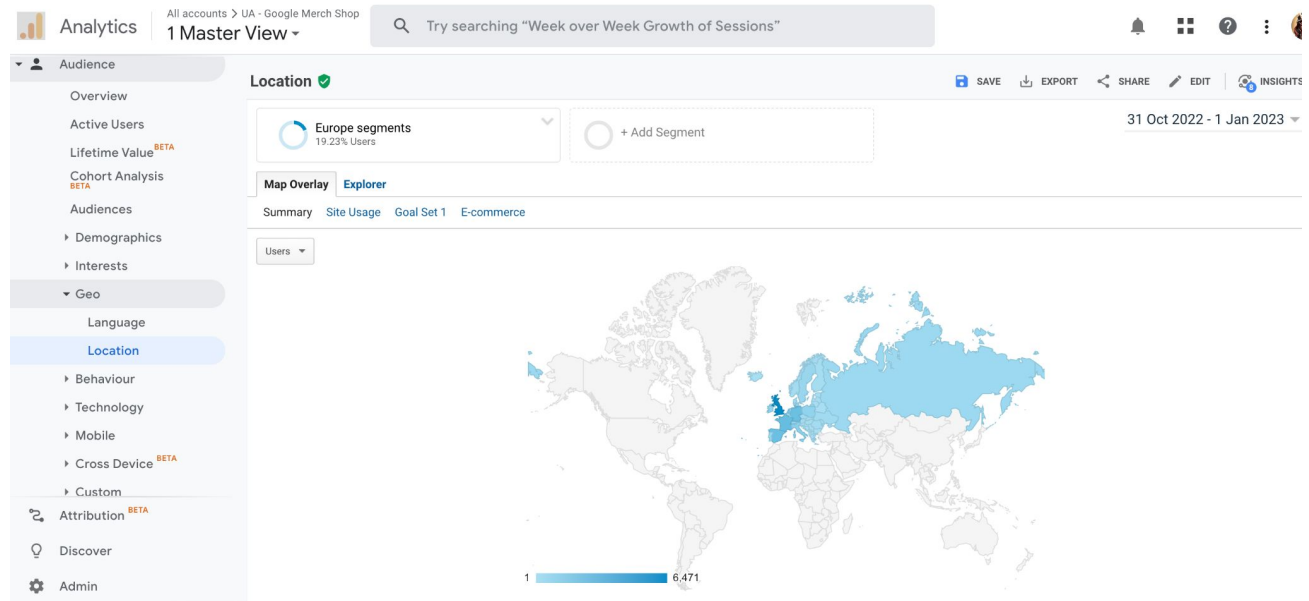 Analytics
All accounts > UA - Google Merch Shop
1 Master View
Try searching “Week over Week Growth of Sessions”
Audience
Overview
Active Users
Lifetime Value BETA
Cohort Analysis
BETA
Audiences
Demographics
Interests
Geo
Language
Location
Behaviour
Technology
Mobile
Cross Device BETA
Custom
Attribution BETA
Discover
Admin
Location
SAVE
EXPORT
SHARE
EDIT
8
INSIGHTS
Europe segments
19.23% Users
+ Add Segment
31 Oct 2022 - 1 Jan 2023
Map Overlay
Explorer
Summary
Site Usage
Goal Set 1
E-commerce
Users
1
6,471